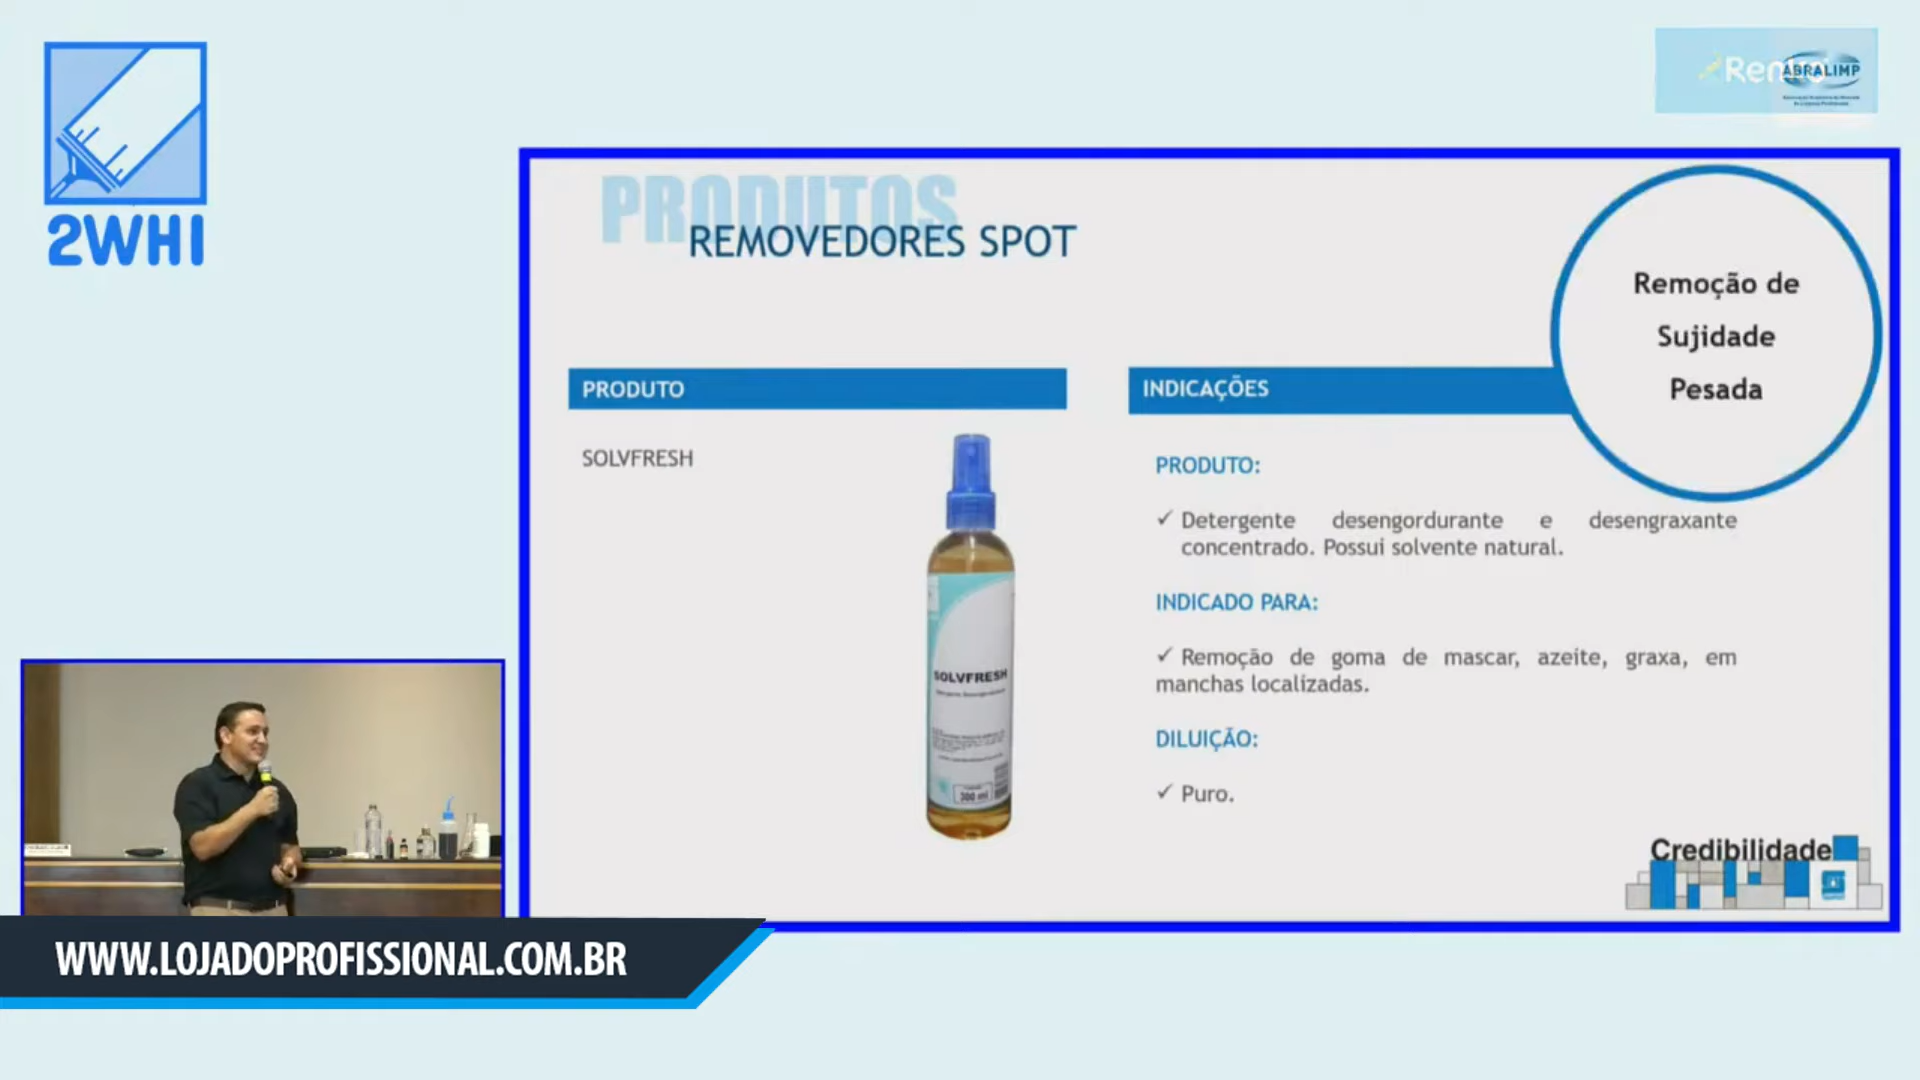 2WHI
ABRALIMP
PRODUTOS
REMOVEDORES SPOT
Remoção de
Sujidade
Pesada
PRODUTO
SOLVFRESH
SOLVFRESH
300 ml
INDICAÇÕES
PRODUTO:
✓ Detergente desengordurante e desengraxante
concentrado. Possui solvente natural.
INDICADO PARA:
✓ Remoção de goma de mascar, azeite, graxa, em
manchas localizadas.
DILUIÇÃO:
✓ Puro.
Credibilidade
WWW.LOJADOPROFISSIONAL.COM.BR